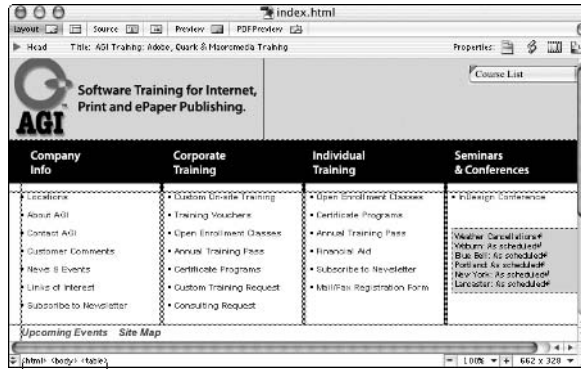 index.html
Layout Source Preview PDF Preview
Head Title: AGI Training: Adobe, Quark & Macromedia Training Properties:
AGI
Software Training for Internet,
Print and ePaper Publishing.
Course List
Company
Info
Corporate
Training
Individual
Training
Seminars
& Conferences
• Locations
• About AGI
• Contact AGI
• Customer Comments
• News & Events
• Links of Interest
• Subscribe to Newsletter
• Custom On-site Training
• Training Vouchers
• Open Enrollment Classes
• Annual Training Pass
• Certificate Programs
• Custom Training Request
• Consulting Request
• Open Enrollment Classes
• Certificate Programs
• Annual Training Pass
• Financial Aid
• Subscribe to Newsletter
• Mail/Fax Registration Form
• InDesign Conference
Weather Cancellations
Woburn: As scheduled
Blue Bell: As scheduled
Portland: As scheduled
New York: As scheduled
Lancaster: As scheduled
Upcoming Events Site Map
<html> <body> <table> 100% 662 x 328